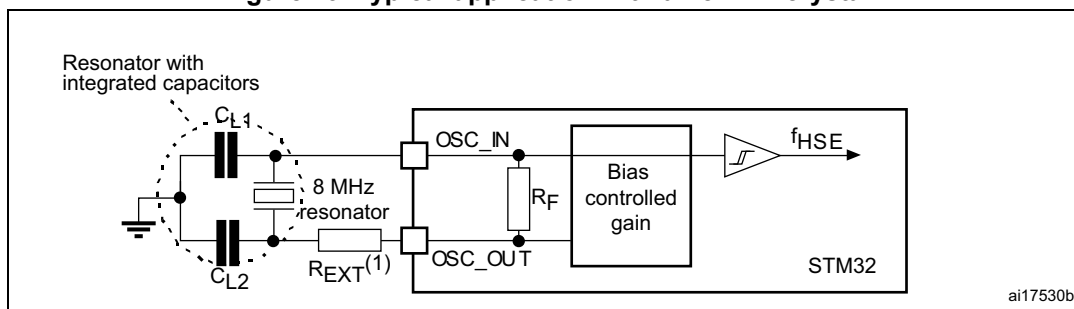 Resonator with
integrated capacitors
CL1
OSC_IN
fHSE
8 MHz
resonator
RF
Bias
controlled
gain
REXT(1)
OSC_OUT
STM32
CL2
ai17530b